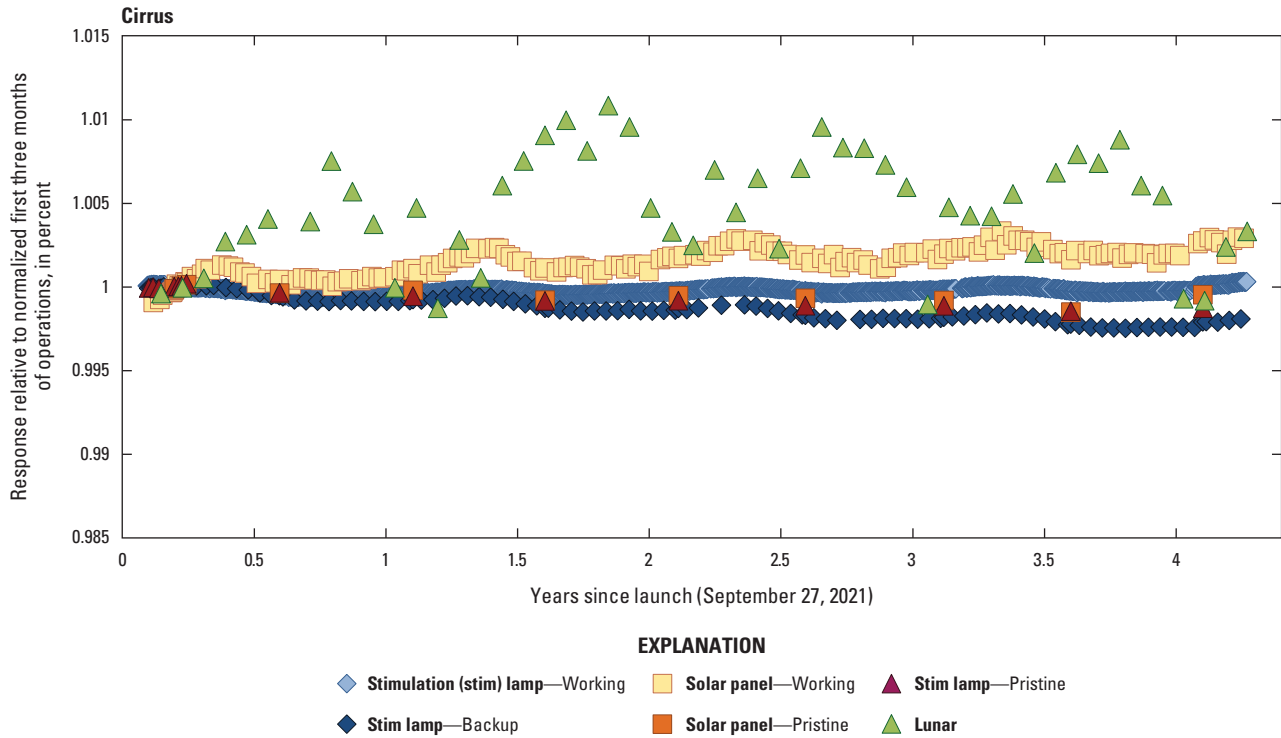 Cirrus
1.015
1.01
1.005
1
0.995
0.99
0.985
Response relative to normalized first three months
of operations, in percent
0
0.5
1
1.5
2
2.5
3
3.5
4
Years since launch (September 27, 2021)
EXPLANATION
Stimulation (stim) lamp—Working
Solar panel—Working
Stim lamp—Pristine
Stim lamp—Backup
Solar panel—Pristine
Lunar